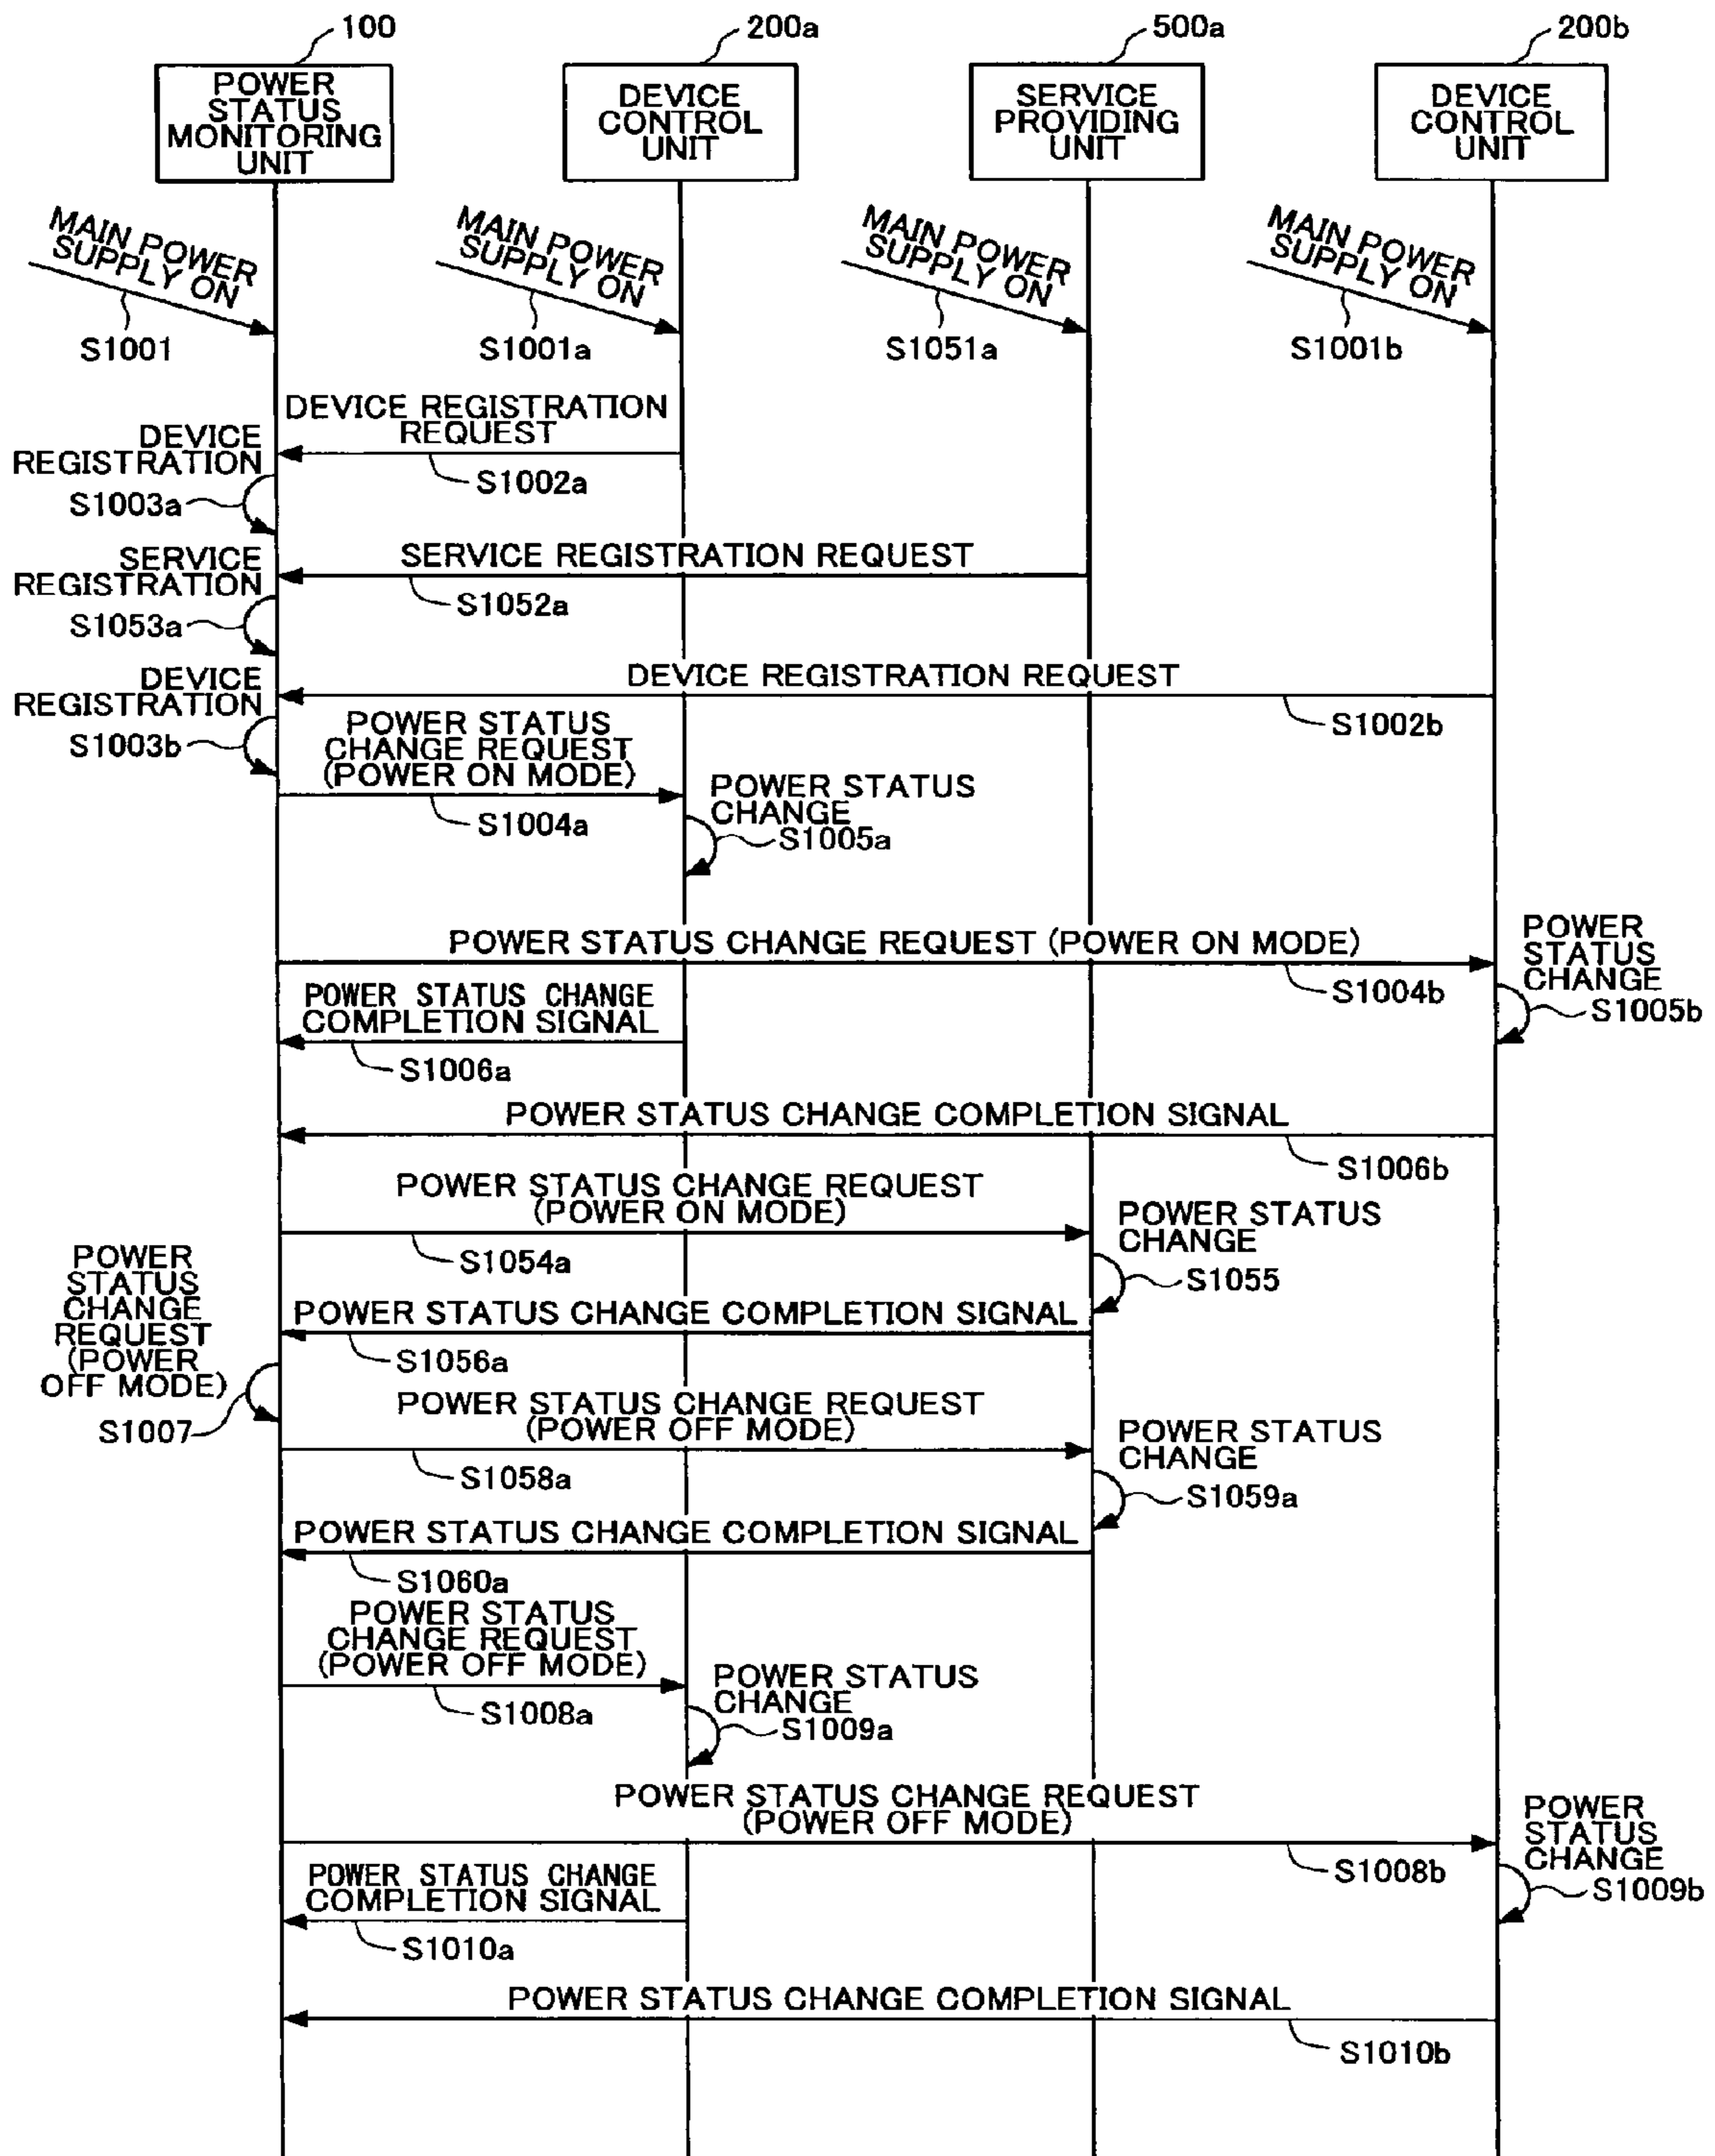 100
200a
500a
200b
POWER
STATUS
MONITORING
UNIT
DEVICE
CONTROL
UNIT
SERVICE
PROVIDING
UNIT
DEVICE
CONTROL
UNIT
MAIN POWER
SUPPLY ON
S1001
MAIN POWER
SUPPLY ON
S1001a
MAIN POWER
SUPPLY ON
S1051a
MAIN POWER
SUPPLY ON
S1001b
DEVICE REGISTRATION
REQUEST
S1002a
DEVICE
REGISTRATION
S1003a
SERVICE REGISTRATION REQUEST
S1052a
SERVICE
REGISTRATION
S1053a
DEVICE REGISTRATION REQUEST
S1002b
DEVICE
REGISTRATION
S1003b
POWER STATUS
CHANGE REQUEST
(POWER ON MODE)
S1004a
POWER STATUS
CHANGE
S1005a
POWER STATUS CHANGE REQUEST (POWER ON MODE)
S1004b
POWER
STATUS
CHANGE
S1005b
POWER STATUS CHANGE
COMPLETION SIGNAL
S1006a
POWER STATUS CHANGE COMPLETION SIGNAL
S1006b
POWER STATUS CHANGE REQUEST
(POWER ON MODE)
S1054a
POWER STATUS
CHANGE
S1055
POWER STATUS CHANGE COMPLETION SIGNAL
S1056a
POWER
STATUS
CHANGE
REQUEST
(POWER
OFF MODE)
S1007
POWER STATUS CHANGE REQUEST
(POWER OFF MODE)
S1058a
POWER STATUS
CHANGE
S1059a
POWER STATUS CHANGE COMPLETION SIGNAL
S1060a
POWER STATUS
CHANGE REQUEST
(POWER OFF MODE)
S1008a
POWER STATUS
CHANGE
S1009a
POWER STATUS CHANGE REQUEST
(POWER OFF MODE)
S1008b
POWER
STATUS
CHANGE
S1009b
POWER STATUS CHANGE
COMPLETION SIGNAL
S1010a
POWER STATUS CHANGE COMPLETION SIGNAL
S1010b